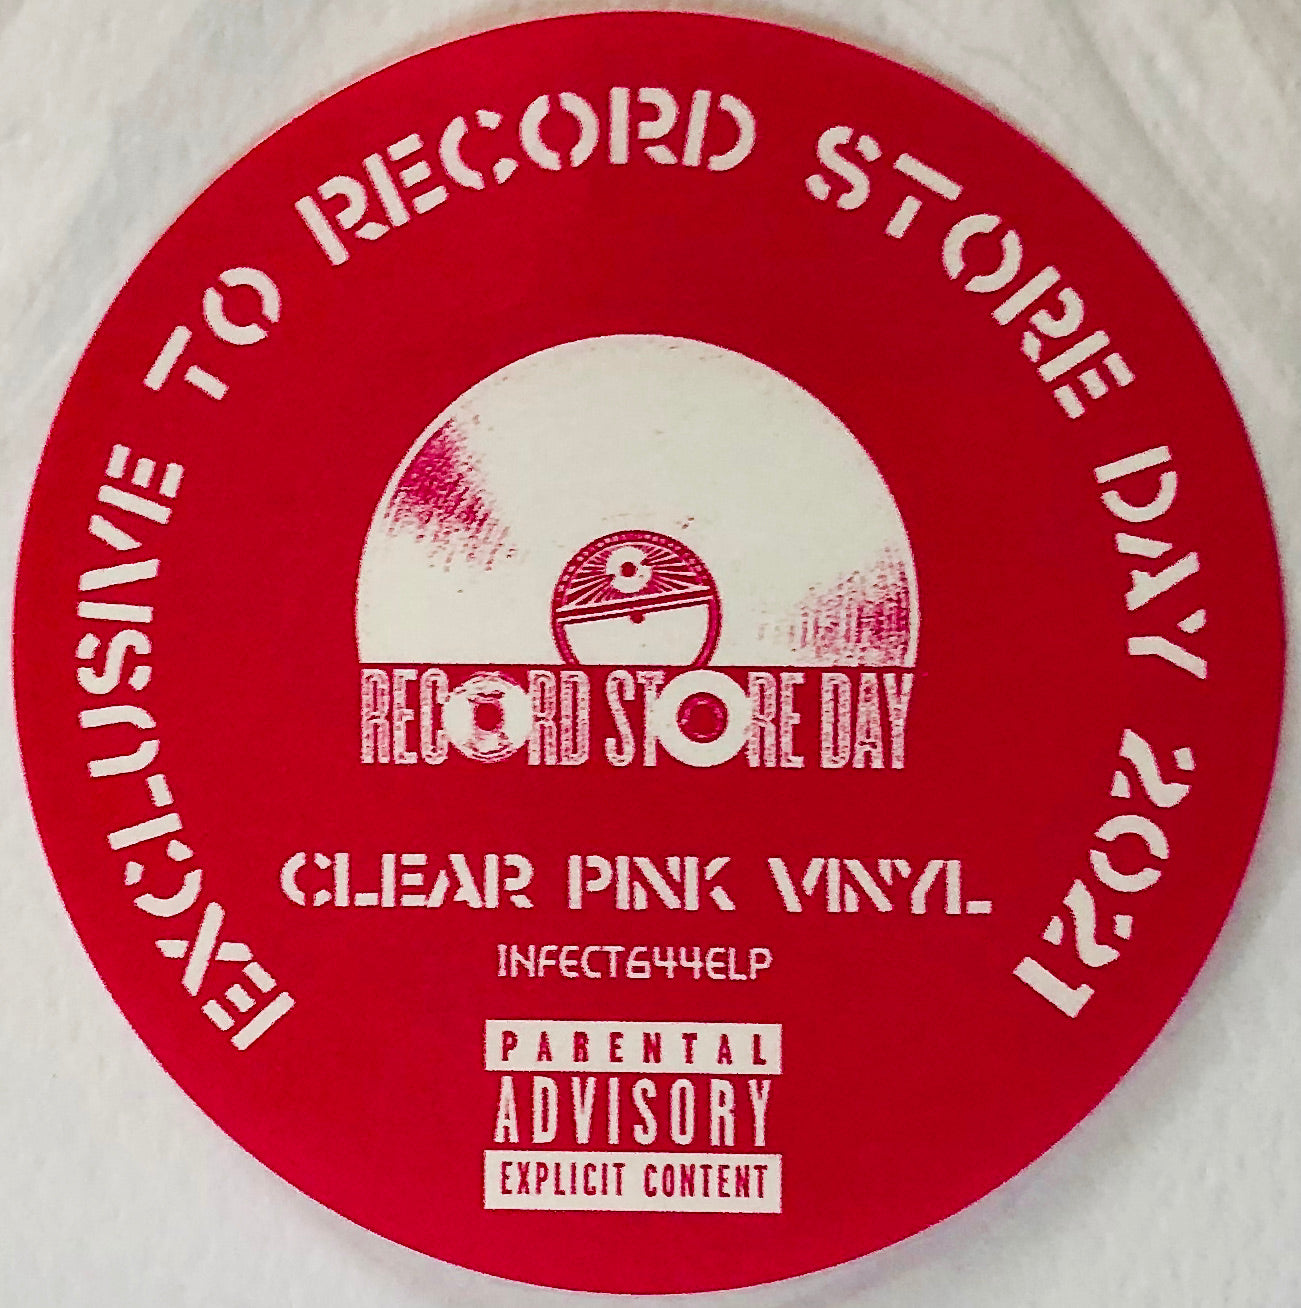 EXCLUSIVE TO RECORD STORE DAY 2021
RECORD STORE DAY
CLEAR PINK VINYL
INFECT644ELP
PARENTAL
ADVISORY
EXPLICIT CONTENT